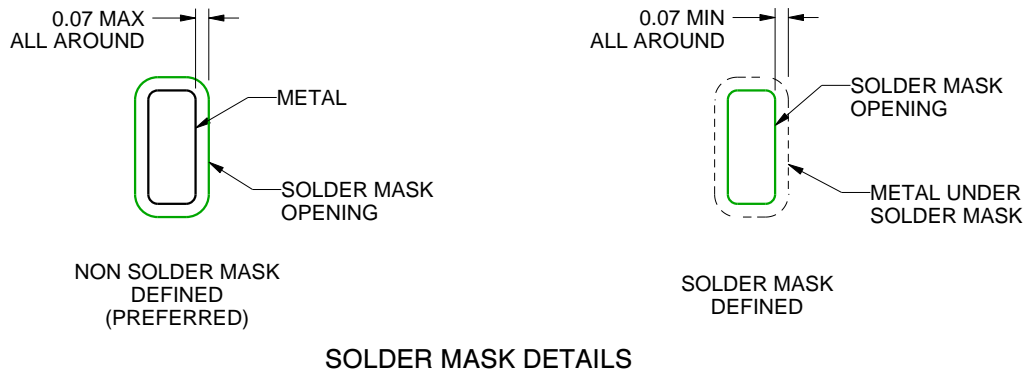 0.07 MAX
ALL AROUND
METAL
SOLDER MASK
OPENING
NON SOLDER MASK
DEFINED
(PREFERRED)
0.07 MIN
ALL AROUND
SOLDER MASK
OPENING
METAL UNDER
SOLDER MASK
SOLDER MASK
DEFINED
SOLDER MASK DETAILS